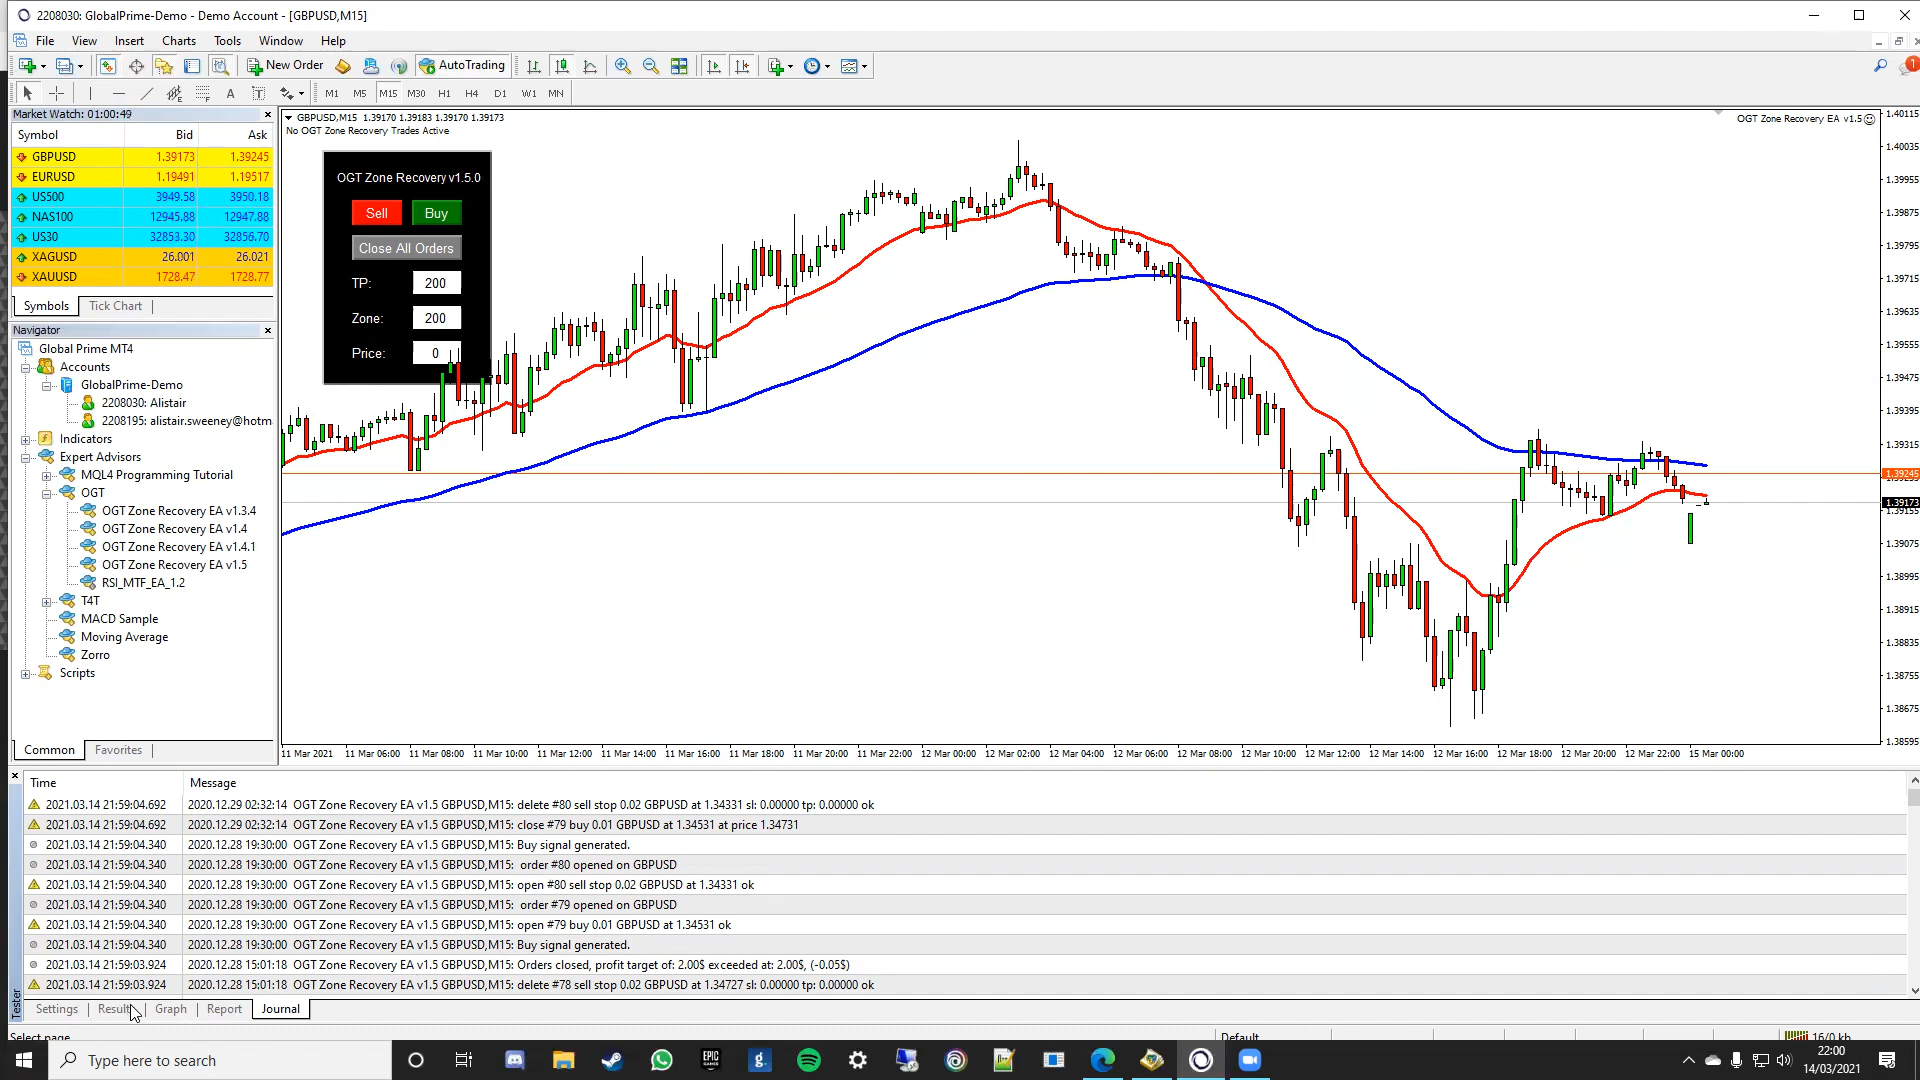 2208030: GlobalPrime-Demo - Demo Account - [GBPUSD,M15]
File View Insert Charts Tools Window Help
New Order AutoTrading
A T M1 M5 M15 M30 H1 H4 D1 W1 MN
Market Watch: 01:00:49
Symbol Bid Ask
GBPUSD 1.39173 1.39245
EURUSD 1.19491 1.19517
US500 3949.58 3950.18
NAS100 12945.88 12947.88
US30 32853.30 32856.70
XAGUSD 26.001 26.021
XAUUSD 1728.47 1728.77
Symbols Tick Chart
Navigator
Global Prime MT4
Accounts
GlobalPrime-Demo
2208030: Alistair
2208195: alistair.sweeney@hotm
Indicators
Expert Advisors
MQL4 Programming Tutorial
OGT
OGT Zone Recovery EA v1.3.4
OGT Zone Recovery EA v1.4
OGT Zone Recovery EA v1.4.1
OGT Zone Recovery EA v1.5
RSI_MTF_EA_1.2
T4T
MACD Sample
Moving Average
Zorro
Scripts
Common Favorites
GBPUSD,M15 1.39170 1.39183 1.39170 1.39173
No OGT Zone Recovery Trades Active
OGT Zone Recovery EA v1.5
OGT Zone Recovery v1.5.0
Sell Buy
Close All Orders
TP: 200
Zone: 200
Price: 0
1.40115
1.40035
1.39955
1.39875
1.39795
1.39715
1.39635
1.39555
1.39475
1.39395
1.39315
1.39245
1.39173
1.39155
1.39075
1.38995
1.38915
1.38835
1.38755
1.38675
1.38595
11 Mar 2021 11 Mar 06:00 11 Mar 08:00 11 Mar 10:00 11 Mar 12:00 11 Mar 14:00 11 Mar 16:00 11 Mar 18:00 11 Mar 20:00 11 Mar 22:00 12 Mar 00:00 12 Mar 02:00 12 Mar 04:00 12 Mar 06:00 12 Mar 08:00 12 Mar 10:00 12 Mar 12:00 12 Mar 14:00 12 Mar 16:00 12 Mar 18:00 12 Mar 20:00 12 Mar 22:00 15 Mar 00:00
Time Message
2021.03.14 21:59:04.692 2020.12.29 02:32:14 OGT Zone Recovery EA v1.5 GBPUSD,M15: delete #80 sell stop 0.02 GBPUSD at 1.34331 sl: 0.00000 tp: 0.00000 ok
2021.03.14 21:59:04.692 2020.12.29 02:32:14 OGT Zone Recovery EA v1.5 GBPUSD,M15: close #79 buy 0.01 GBPUSD at 1.34531 at price 1.34731
2021.03.14 21:59:04.340 2020.12.28 19:30:00 OGT Zone Recovery EA v1.5 GBPUSD,M15: Buy signal generated.
2021.03.14 21:59:04.340 2020.12.28 19:30:00 OGT Zone Recovery EA v1.5 GBPUSD,M15: order #80 opened on GBPUSD
2021.03.14 21:59:04.340 2020.12.28 19:30:00 OGT Zone Recovery EA v1.5 GBPUSD,M15: open #80 sell stop 0.02 GBPUSD at 1.34331 ok
2021.03.14 21:59:04.340 2020.12.28 19:30:00 OGT Zone Recovery EA v1.5 GBPUSD,M15: order #79 opened on GBPUSD
2021.03.14 21:59:04.340 2020.12.28 19:30:00 OGT Zone Recovery EA v1.5 GBPUSD,M15: open #79 buy 0.01 GBPUSD at 1.34531 ok
2021.03.14 21:59:04.340 2020.12.28 19:30:00 OGT Zone Recovery EA v1.5 GBPUSD,M15: Buy signal generated.
2021.03.14 21:59:03.924 2020.12.28 15:01:18 OGT Zone Recovery EA v1.5 GBPUSD,M15: Orders closed, profit target of: 2.00$ exceeded at: 2.00$, (-0.05$)
2021.03.14 21:59:03.924 2020.12.28 15:01:18 OGT Zone Recovery EA v1.5 GBPUSD,M15: delete #78 sell stop 0.02 GBPUSD at 1.34727 sl: 0.00000 tp: 0.00000 ok
Tester
Settings Graph Report Journal
Select page Default 16/0 kb
Type here to search
EPIC
22:00
14/03/2021